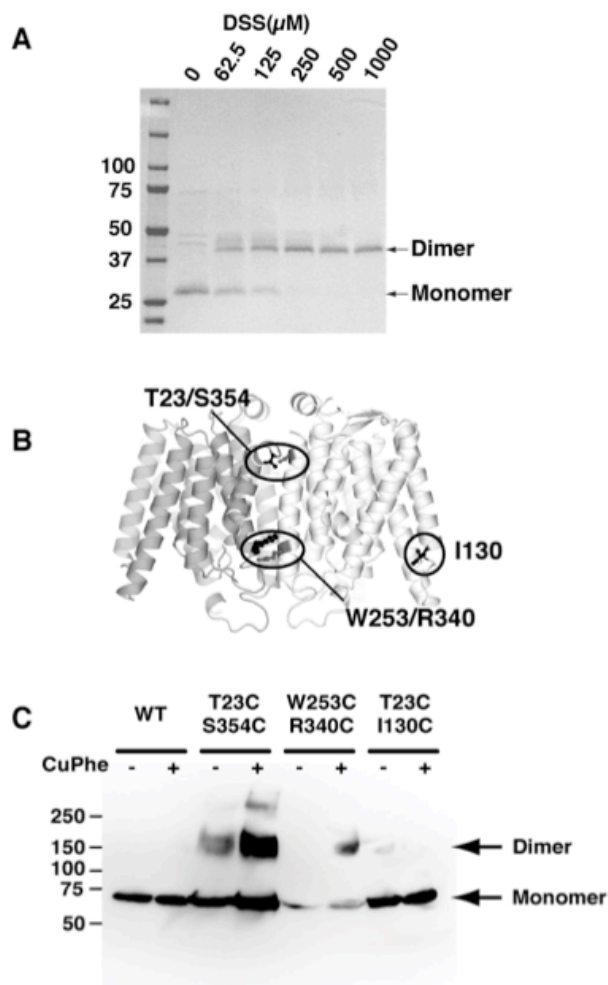 A
DSS(µM)
0 62.5 125 250 500 1000
100
75
50
37
25
Dimer
Monomer
B
T23/S354
I130
W253/R340
C
WT T23C W253C T23C
S354C R340C I130C
CuPhe - + - + - + - +
250
150
100
75
50
Dimer
Monomer